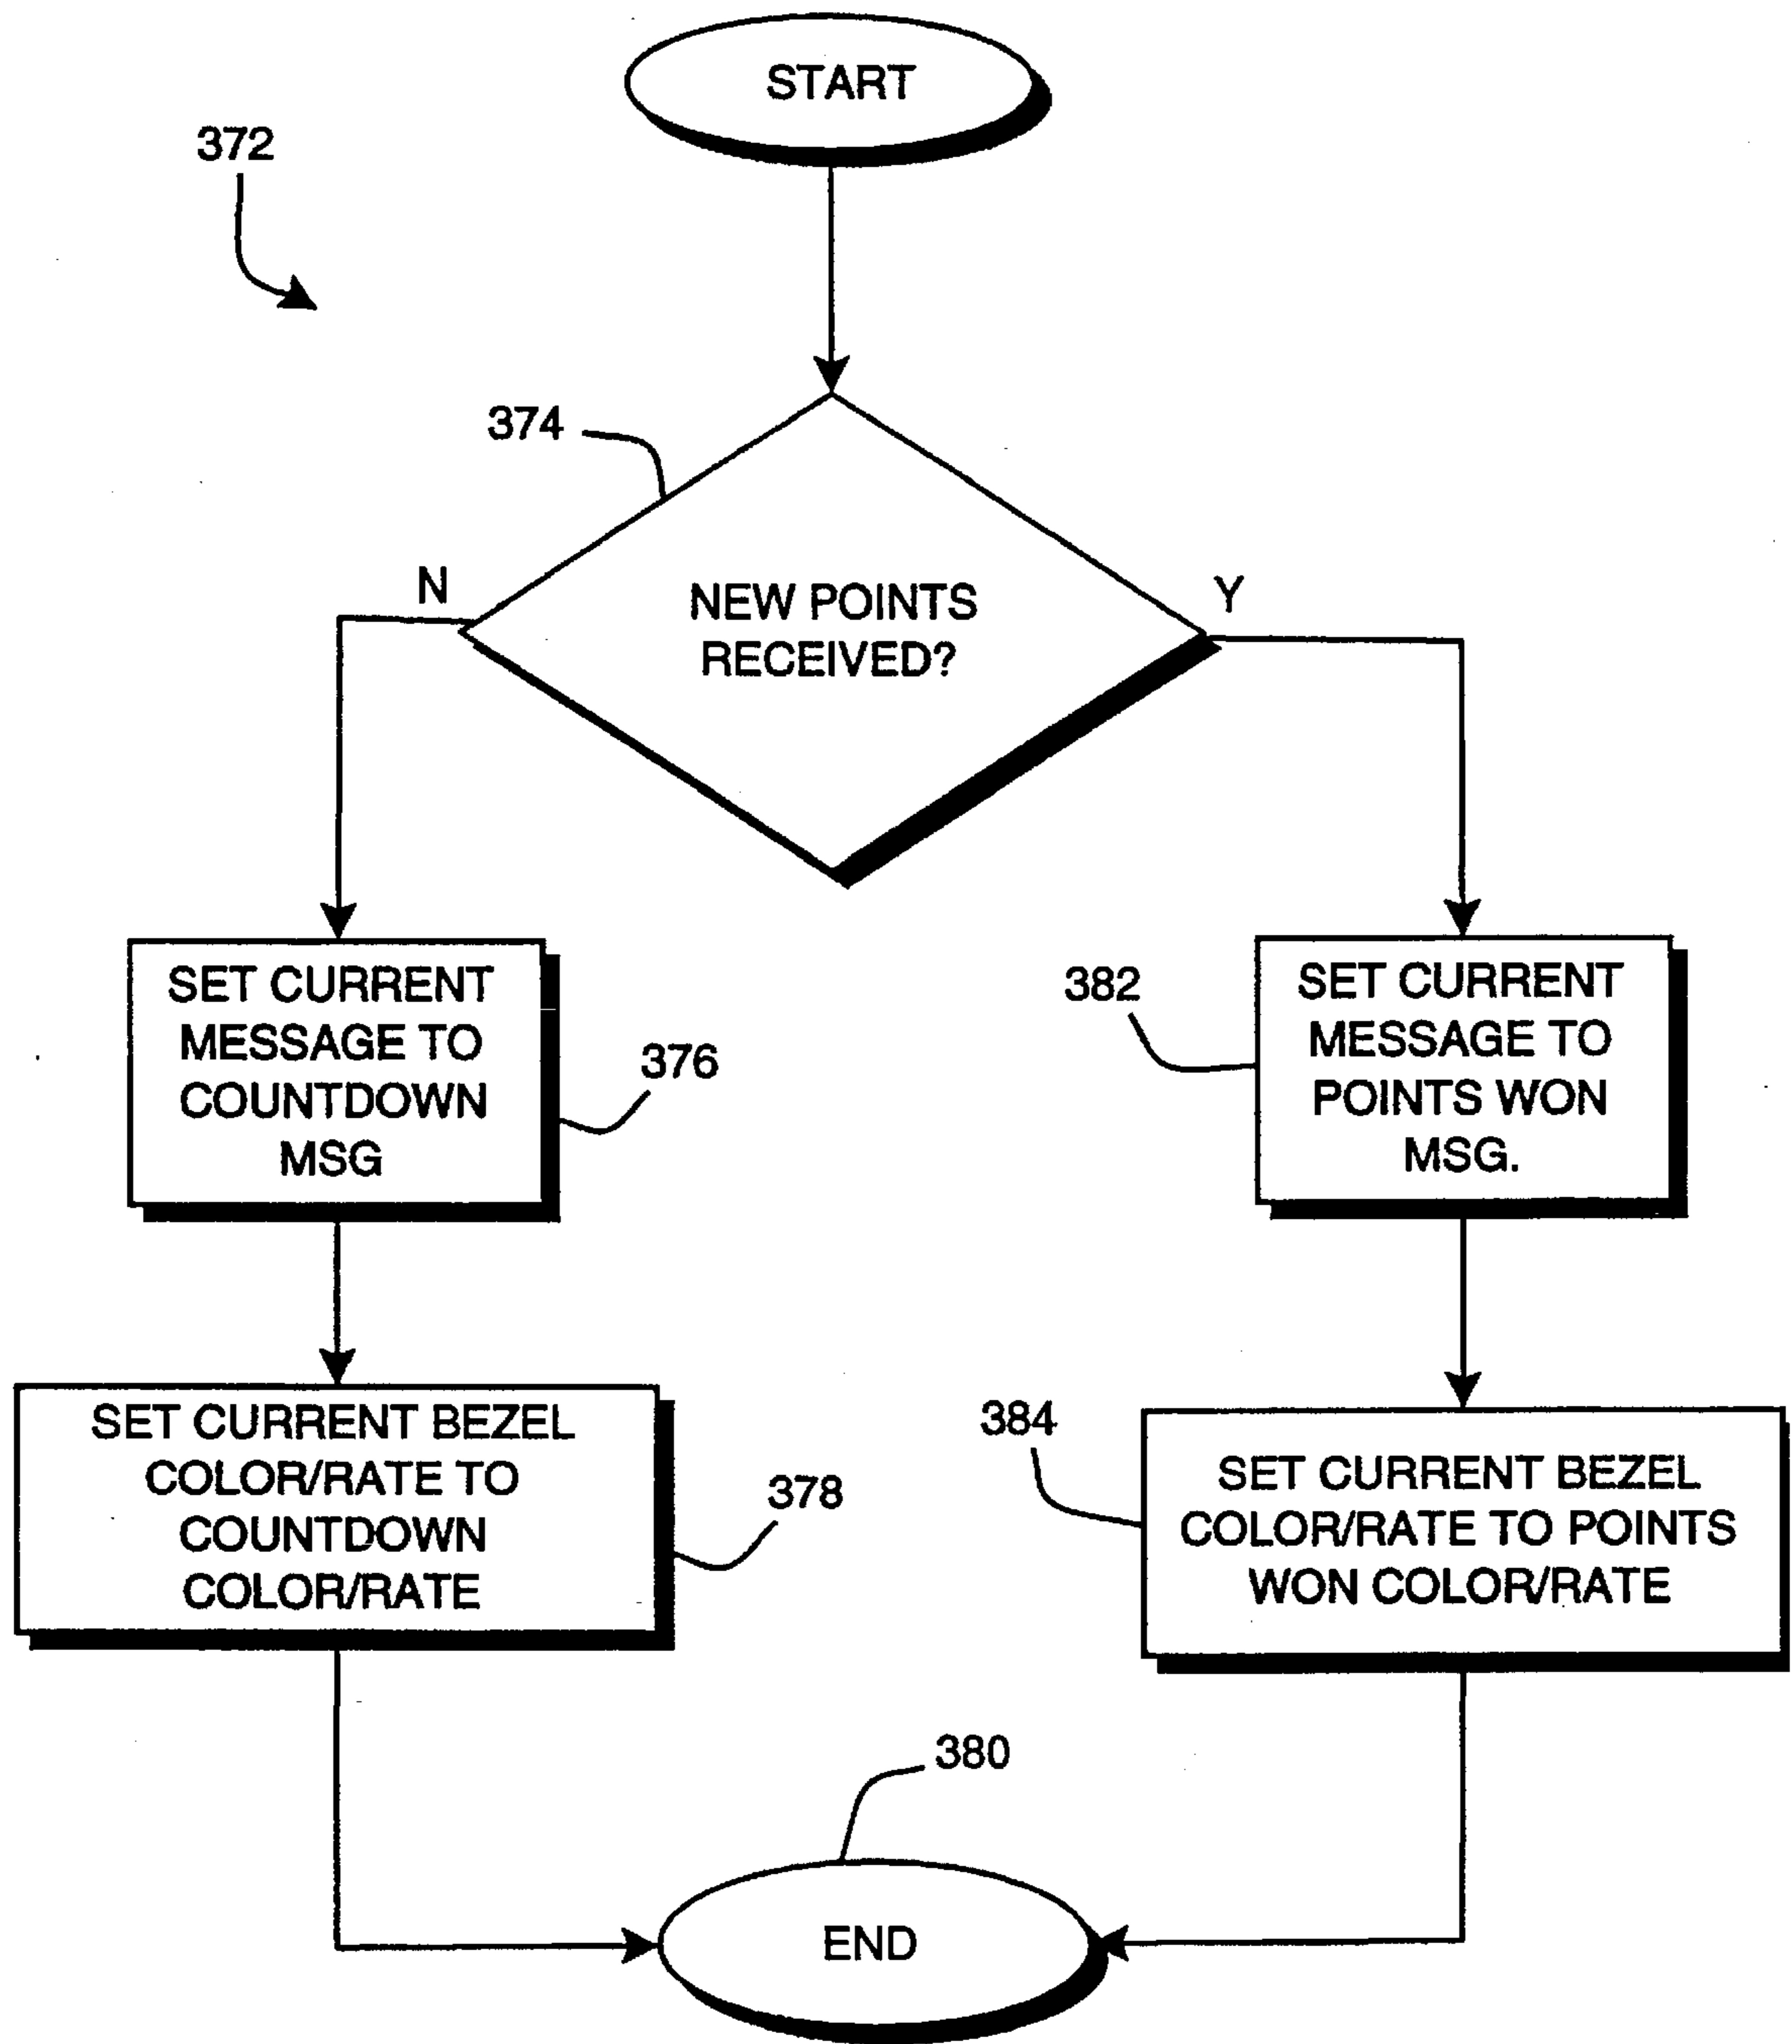 START
372
374
N
NEW POINTS
RECEIVED?
Y
SET CURRENT
MESSAGE TO
COUNTDOWN
MSG
376
382
SET CURRENT
MESSAGE TO
POINTS WON
MSG.
SET CURRENT BEZEL
COLOR/RATE TO
COUNTDOWN
COLOR/RATE
378
384
SET CURRENT BEZEL
COLOR/RATE TO POINTS
WON COLOR/RATE
380
END